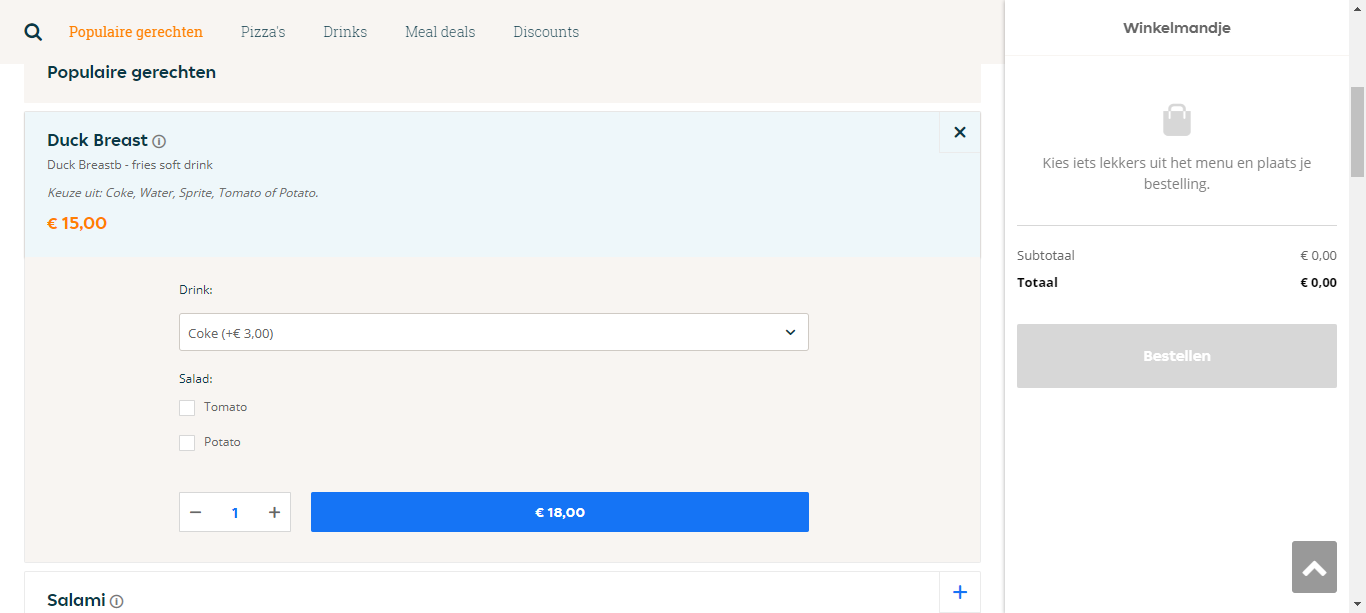 Populaire gerechten
Pizza's
Drinks
Meal deals
Discounts
Populaire gerechten
Duck Breast
Duck Breastb - fries soft drink
Keuze uit: Coke, Water, Sprite, Tomato of Potato.
€ 15,00
Drink:
Coke (+€ 3,00)
Salad:
Tomato
Potato
1
€ 18,00
Salami
Winkelmandje
Kies iets lekkers uit het menu en plaats je
bestelling.
Subtotaal € 0,00
Totaal € 0,00
Bestellen